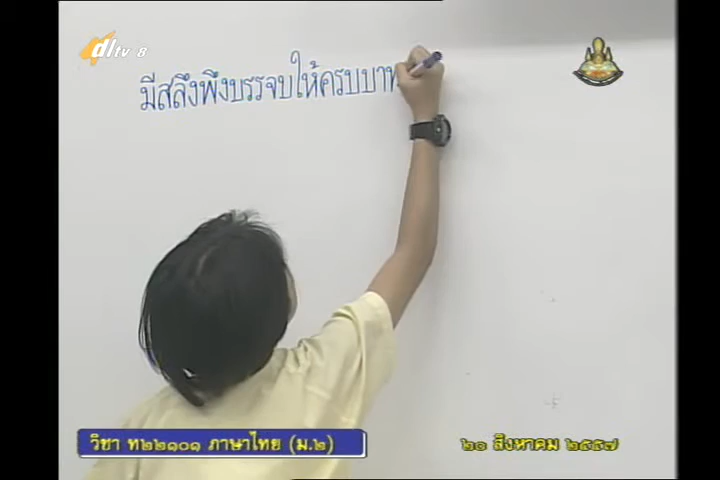 dltv 8
มีสลึงพึงบรรจบให้ครบบาท
วิชา ท๒๒๑๐๑ ภาษาไทย (ม.๒)
๒๐ สิงหาคม ๒๕๕๗